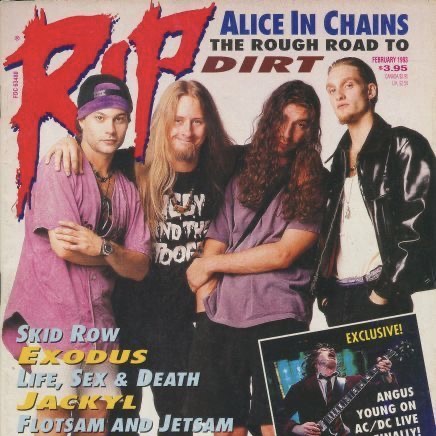 RIP
ALICE IN CHAINS
THE ROUGH ROAD TO
DIRT
FEBRUARY 1993
$3.95
SKID ROW
EXODUS
LIFE, SEX & DEATH
JACKYL
FLOTSAM AND JETSAM
EXCLUSIVE!
ANGUS
YOUNG ON
AC/DC LIVE